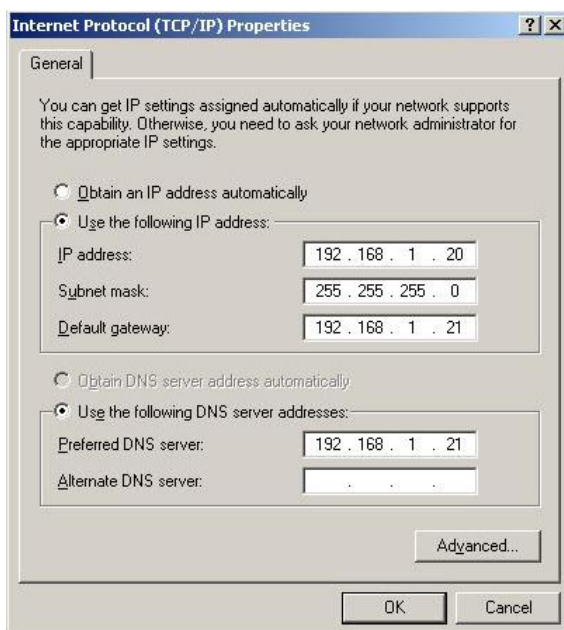 Internet Protocol (TCP/IP) Properties
General
You can get IP settings assigned automatically if your network supports
this capability. Otherwise, you need to ask your network administrator for
the appropriate IP settings.
Obtain an IP address automatically
Use the following IP address:
IP address: 192 . 168 . 1 . 20
Subnet mask: 255 . 255 . 255 . 0
Default gateway: 192 . 168 . 1 . 21
Obtain DNS server address automatically
Use the following DNS server addresses:
Preferred DNS server: 192 . 168 . 1 . 21
Alternate DNS server: . . .
Advanced...
OK Cancel